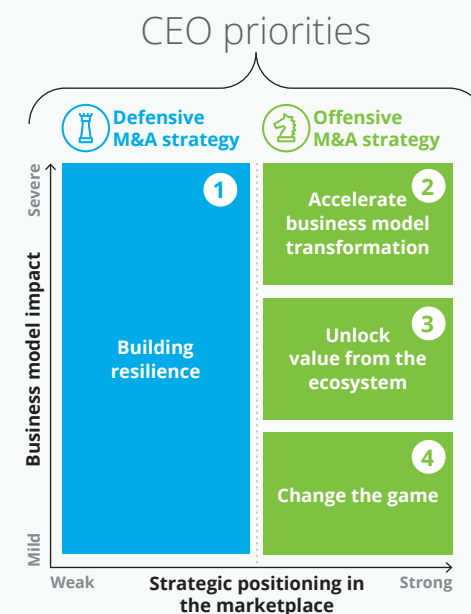 CEO priorities
Defensive
M&A strategy
Offensive
M&A strategy
Severe
Business model impact
Mild
1
Building
resilience
2
Accelerate
business model
transformation
3
Unlock
value from the
ecosystem
4
Change the game
Weak
Strategic positioning in
the marketplace
Strong